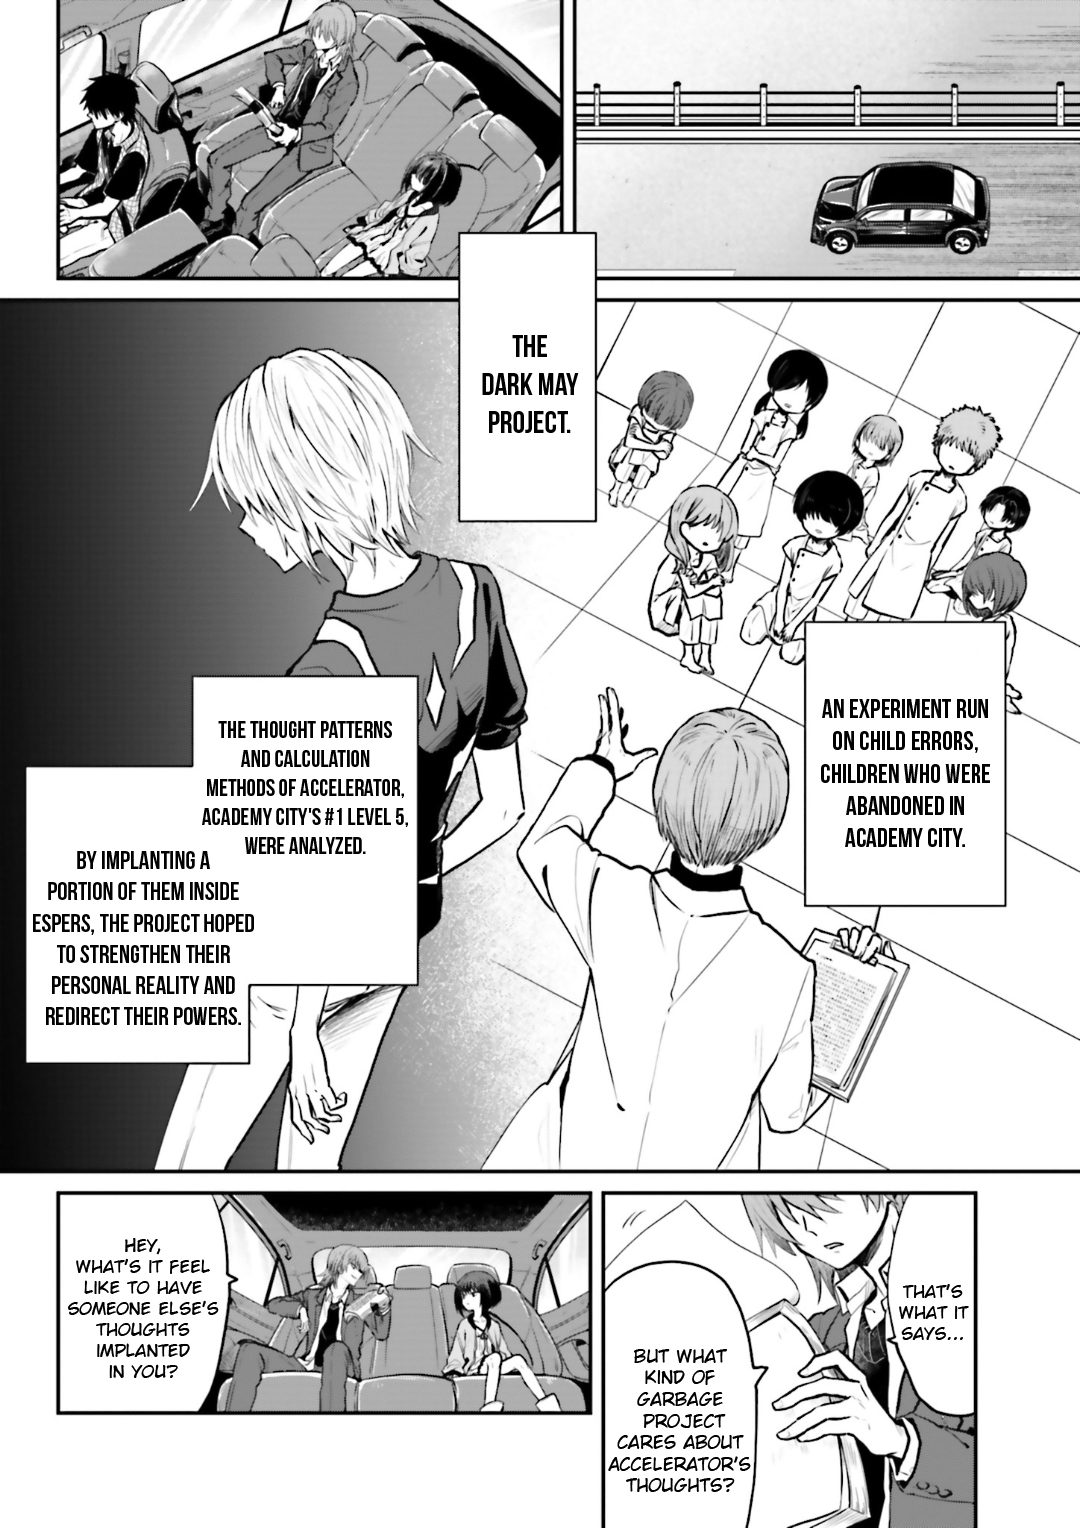 THE
DARK MAY
PROJECT.
AN EXPERIMENT RUN
ON CHILD ERRORS,
CHILDREN WHO WERE
ABANDONED IN
ACADEMY CITY.
THE THOUGHT PATTERNS
AND CALCULATION
METHODS OF ACCELERATOR,
ACADEMY CITY'S #1 LEVEL 5,
WERE ANALYZED.
BY IMPLANTING A
PORTION OF THEM INSIDE
ESPERS, THE PROJECT HOPED
TO STRENGTHEN THEIR
PERSONAL REALITY AND
REDIRECT THEIR POWERS.
THAT'S
WHAT IT
SAYS...
BUT WHAT
KIND OF
GARBAGE
PROJECT
CARES ABOUT
ACCELERATOR'S
THOUGHTS?
HEY,
WHAT'S IT FEEL
LIKE TO HAVE
SOMEONE ELSE'S
THOUGHTS
IMPLANTED
IN YOU?